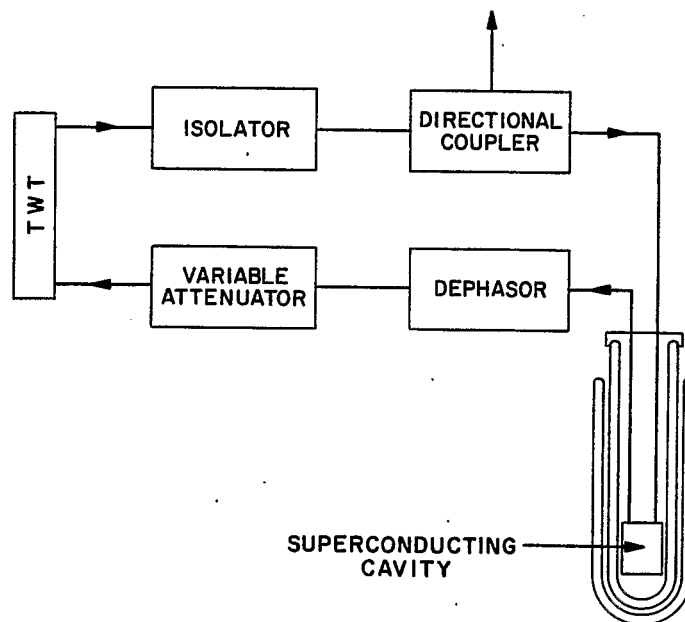 ISOLATOR
DIRECTIONAL
COUPLER
TWT
VARIABLE
ATTENUATOR
DEPHASOR
SUPERCONDUCTING
CAVITY